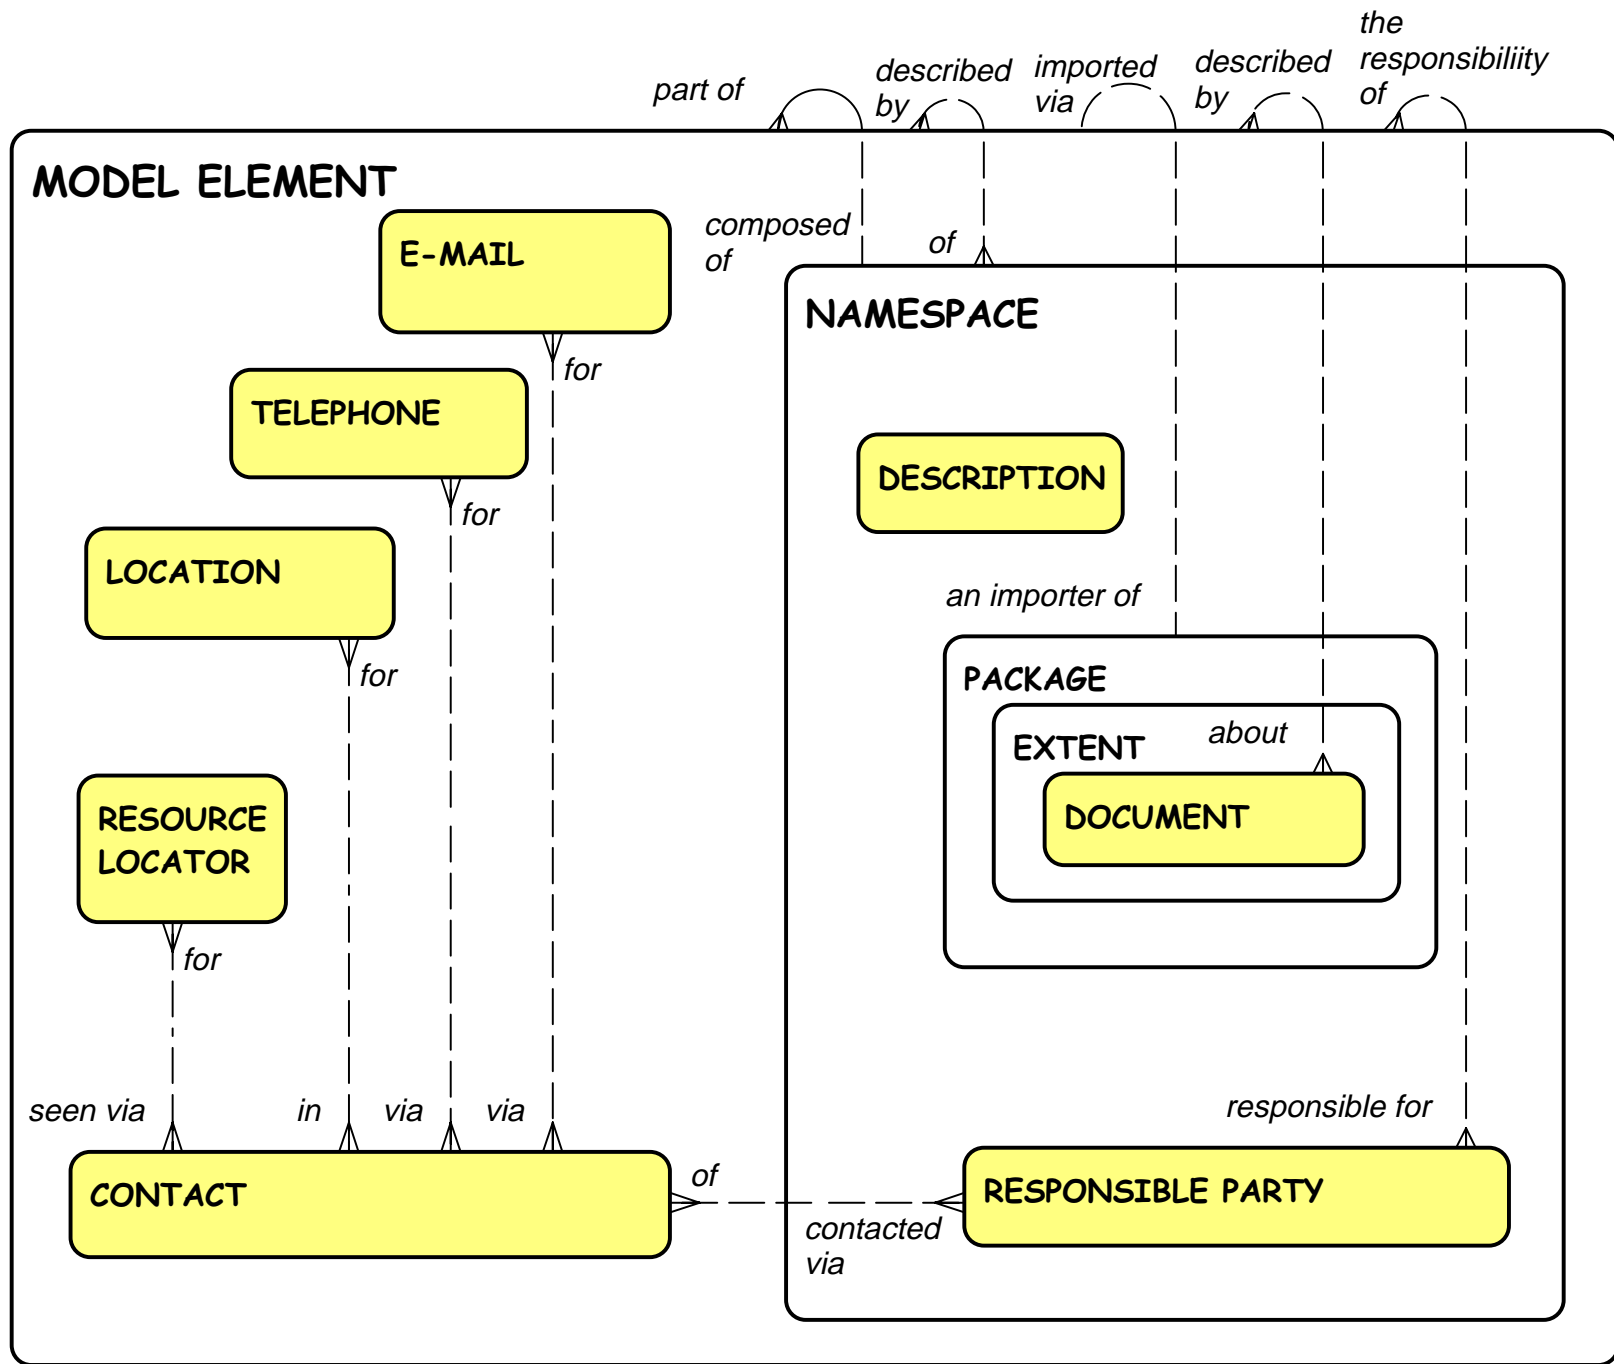 the
responsibiliity
of
described
by
imported
via
described
by
part of
MODEL ELEMENT
composed
of
of
E-MAIL
for
NAMESPACE
TELEPHONE
for
DESCRIPTION
LOCATION
for
an importer of
PACKAGE
EXTENT
about
DOCUMENT
RESOURCE
LOCATOR
for
seen via
in
via
via
responsible for
CONTACT
of
contacted
via
RESPONSIBLE PARTY